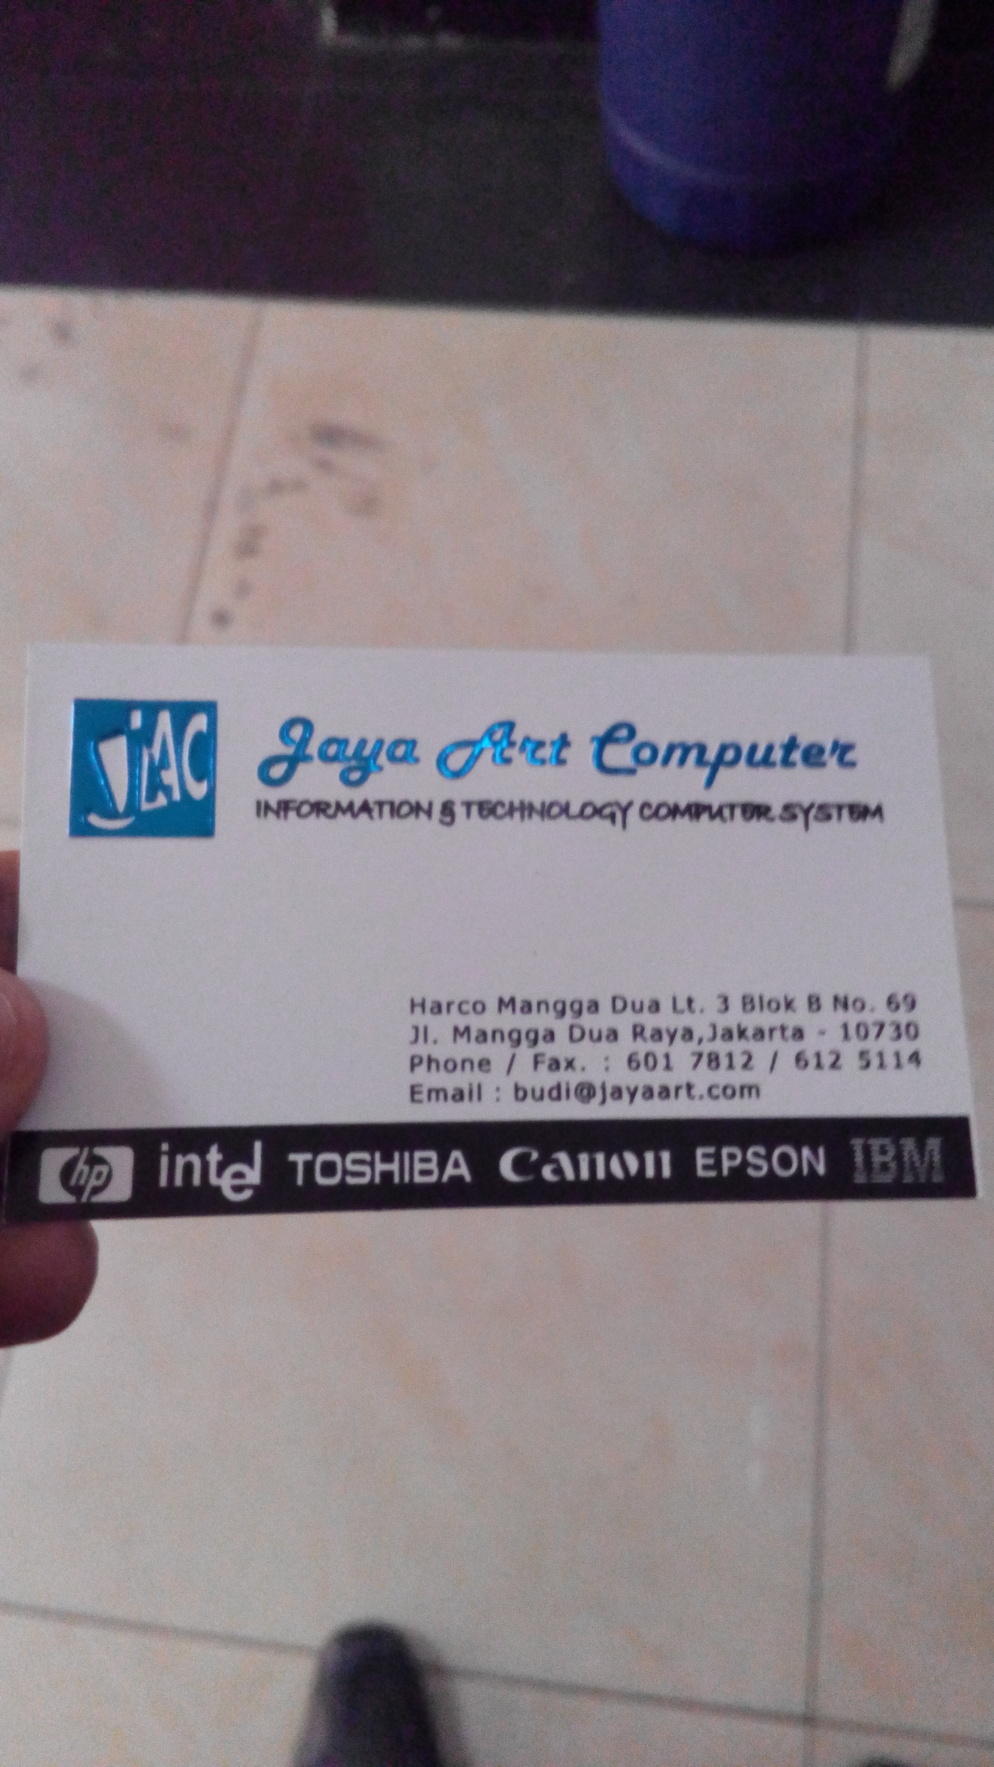 JAC
Jaya Art Computer
INFORMATION & TECHNOLOGY COMPUTER SYSTEM
Harco Mangga Dua Lt. 3 Blok B No. 69
Jl. Mangga Dua Raya,Jakarta - 10730
Phone / Fax. : 601 7812 / 612 5114
Email : budi@jayaart.com
hp intel TOSHIBA Canon EPSON IBM